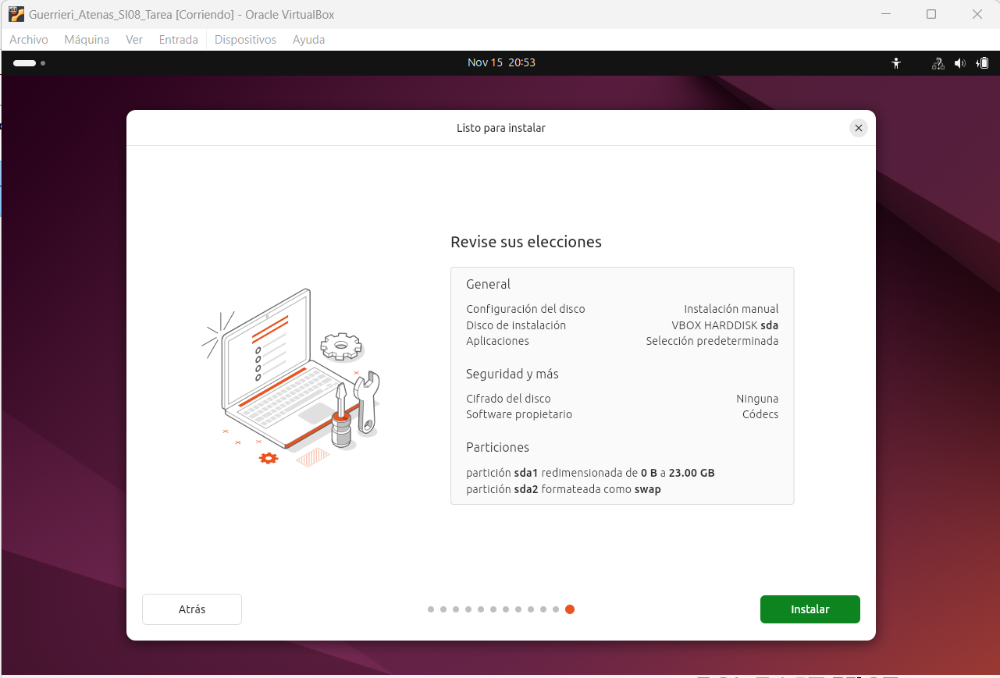 Guerrieri_Atenas_SI08_Tarea [Corriendo] - Oracle VirtualBox
Archivo Máquina Ver Entrada Dispositivos Ayuda
Nov 15 20:53
Listo para instalar
Revise sus elecciones
General
Configuración del disco Instalación manual
Disco de instalación VBOX HARDDISK sda
Aplicaciones Selección predeterminada
Seguridad y más
Cifrado del disco Ninguna
Software propietario Códecs
Particiones
partición sda1 redimensionada de 0 B a 23.00 GB
partición sda2 formateada como swap
Atrás
Instalar